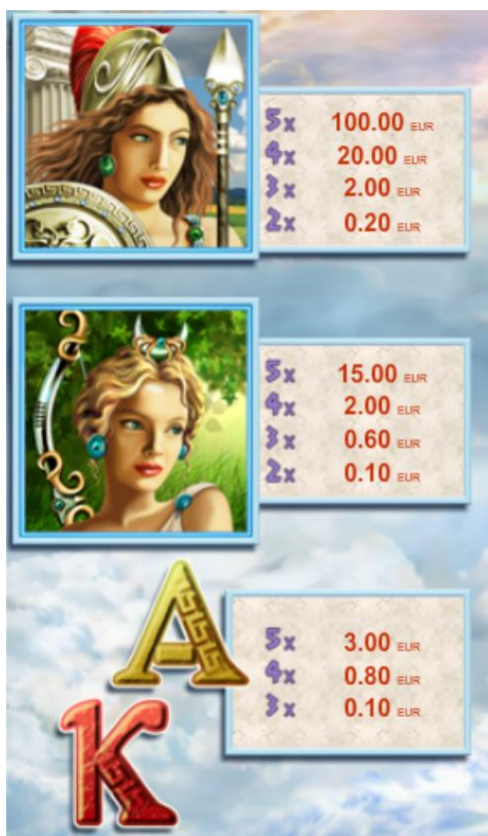 5x 100.00 EUR
4x 20.00 EUR
3x 2.00 EUR
2x 0.20 EUR
5x 15.00 EUR
4x 2.00 EUR
3x 0.60 EUR
2x 0.10 EUR
A
5x 3.00 EUR
4x 0.80 EUR
3x 0.10 EUR
K